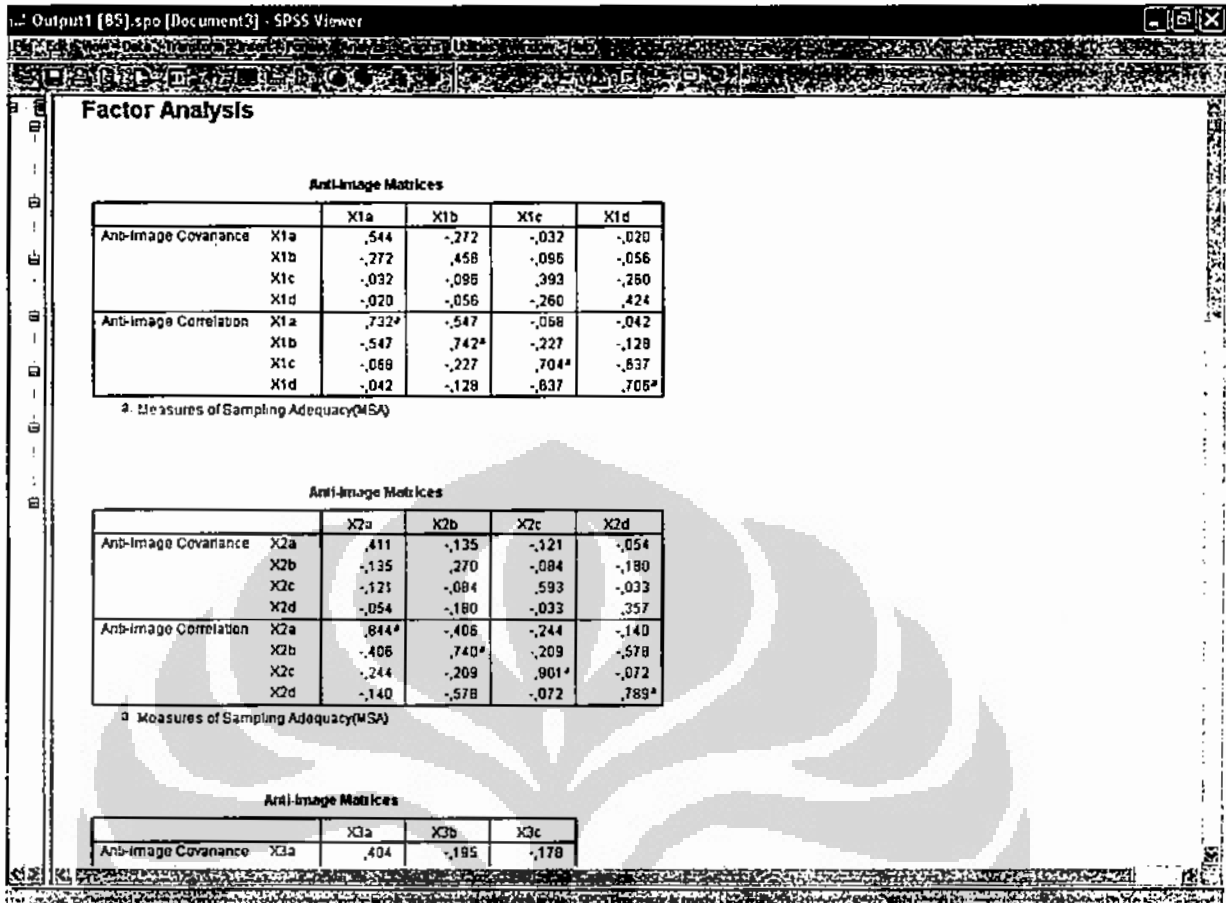 Output1 [85].spo [Document3] - SPSS Viewer
Factor Analysis
Anti-Image Matrices
X1a X1b X1c X1d
Anti-Image Covariance X1a ,544 -,272 -,032 -,020
X1b -,272 ,458 -,096 -,056
X1c -,032 -,096 ,393 -,260
X1d -,020 -,056 -,260 ,424
Anti-Image Correlation X1a ,732a -,547 -,068 -,042
X1b -,547 ,742a -,227 -,128
X1c -,068 -,227 ,704a -,637
X1d -,042 -,128 -,637 ,706a
a. Measures of Sampling Adequacy(MSA)
Anti-Image Matrices
X2a X2b X2c X2d
Anti-Image Covariance X2a ,411 -,135 -,121 -,054
X2b -,135 ,270 -,084 -,180
X2c -,121 -,084 ,593 -,033
X2d -,054 -,180 -,033 ,357
Anti-Image Correlation X2a ,844a -,406 -,244 -,140
X2b -,406 ,740a -,209 -,578
X2c -,244 -,209 ,901a -,072
X2d -,140 -,578 -,072 ,789a
a. Measures of Sampling Adequacy(MSA)
Anti-Image Matrices
X3a X3b X3c
Anti-Image Covariance X3a ,404 -,195 -,178